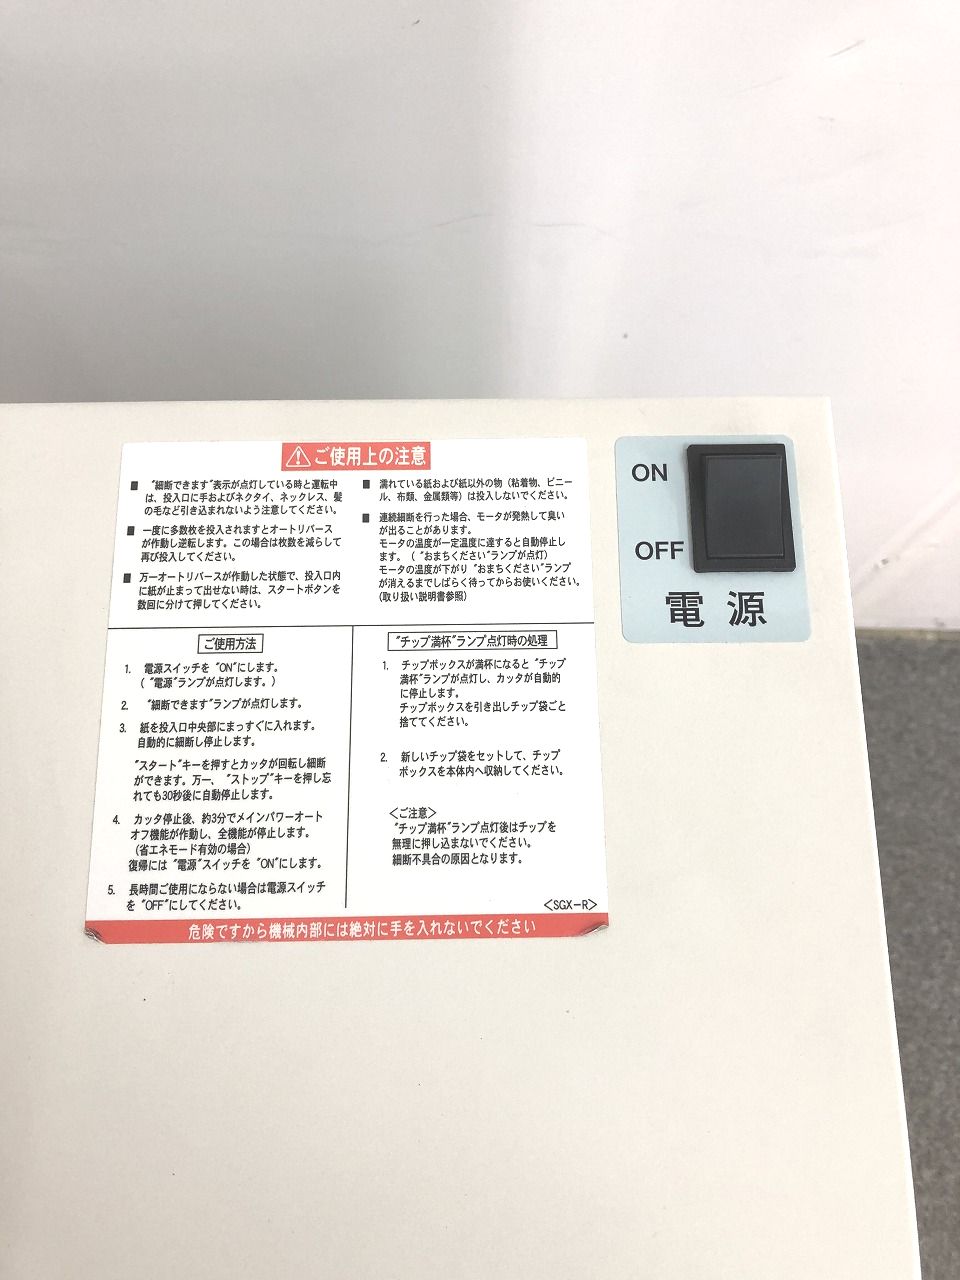 ご使用上の注意
■ "細断できます"表示が点灯している時と運転中
は、投入口に手およびネクタイ、ネックレス、髪
の毛など引き込まれないよう注意してください。
■ 一度に多数枚を投入されますとオートリバース
が作動し逆転します。この場合は枚数を減らして
再び投入してください。
■ 万一オートリバースが作動した状態で、投入口内
に紙が止まって出せない時は、スタートボタンを
数回に分けて押してください。
■ 濡れている紙および紙以外の物（粘着物、ビニー
ル、布類、金属類等）は投入しないでください。
■ 連続細断を行った場合、モータが発熱して臭い
が出ることがあります。
モータの温度が一定温度に達すると自動停止し
ます。（ "おまちください"ランプが点灯）
モータの温度が下がり "おまちください"ランプ
が消えるまでしばらく待ってからお使いください。
(取り扱い説明書参照)
ご使用方法
1. 電源スイッチを "ON"にします。
（ "電源"ランプが点灯します。）
2. "細断できます"ランプが点灯します。
3. 紙を投入口中央部にまっすぐに入れます。
自動的に細断し停止します。
"スタート"キーを押すとカッタが回転し細断
ができます。万一、 "ストップ"キーを押し忘
れても30秒後に自動停止します。
4. カッタ停止後、約3分でメインパワーオート
オフ機能が作動し、全機能が停止します。
(省エネモード有効の場合)
復帰には "電源"スイッチを "ON"にします。
5. 長時間ご使用にならない場合は電源スイッチ
を "OFF"にしてください。
"チップ満杯"ランプ点灯時の処理
1. チップボックスが満杯になると "チップ
満杯"ランプが点灯し、カッタが自動的
に停止します。
チップボックスを引き出しチップ袋ごと
捨ててください。
2. 新しいチップ袋をセットして、チップ
ボックスを本体内へ収納してください。
＜ご注意＞
"チップ満杯"ランプ点灯後はチップを
無理に押し込まないでください。
細断不具合の原因となります。
＜SGX-R＞
危険ですから機械内部には絶対に手を入れないでください
ON
OFF
電源